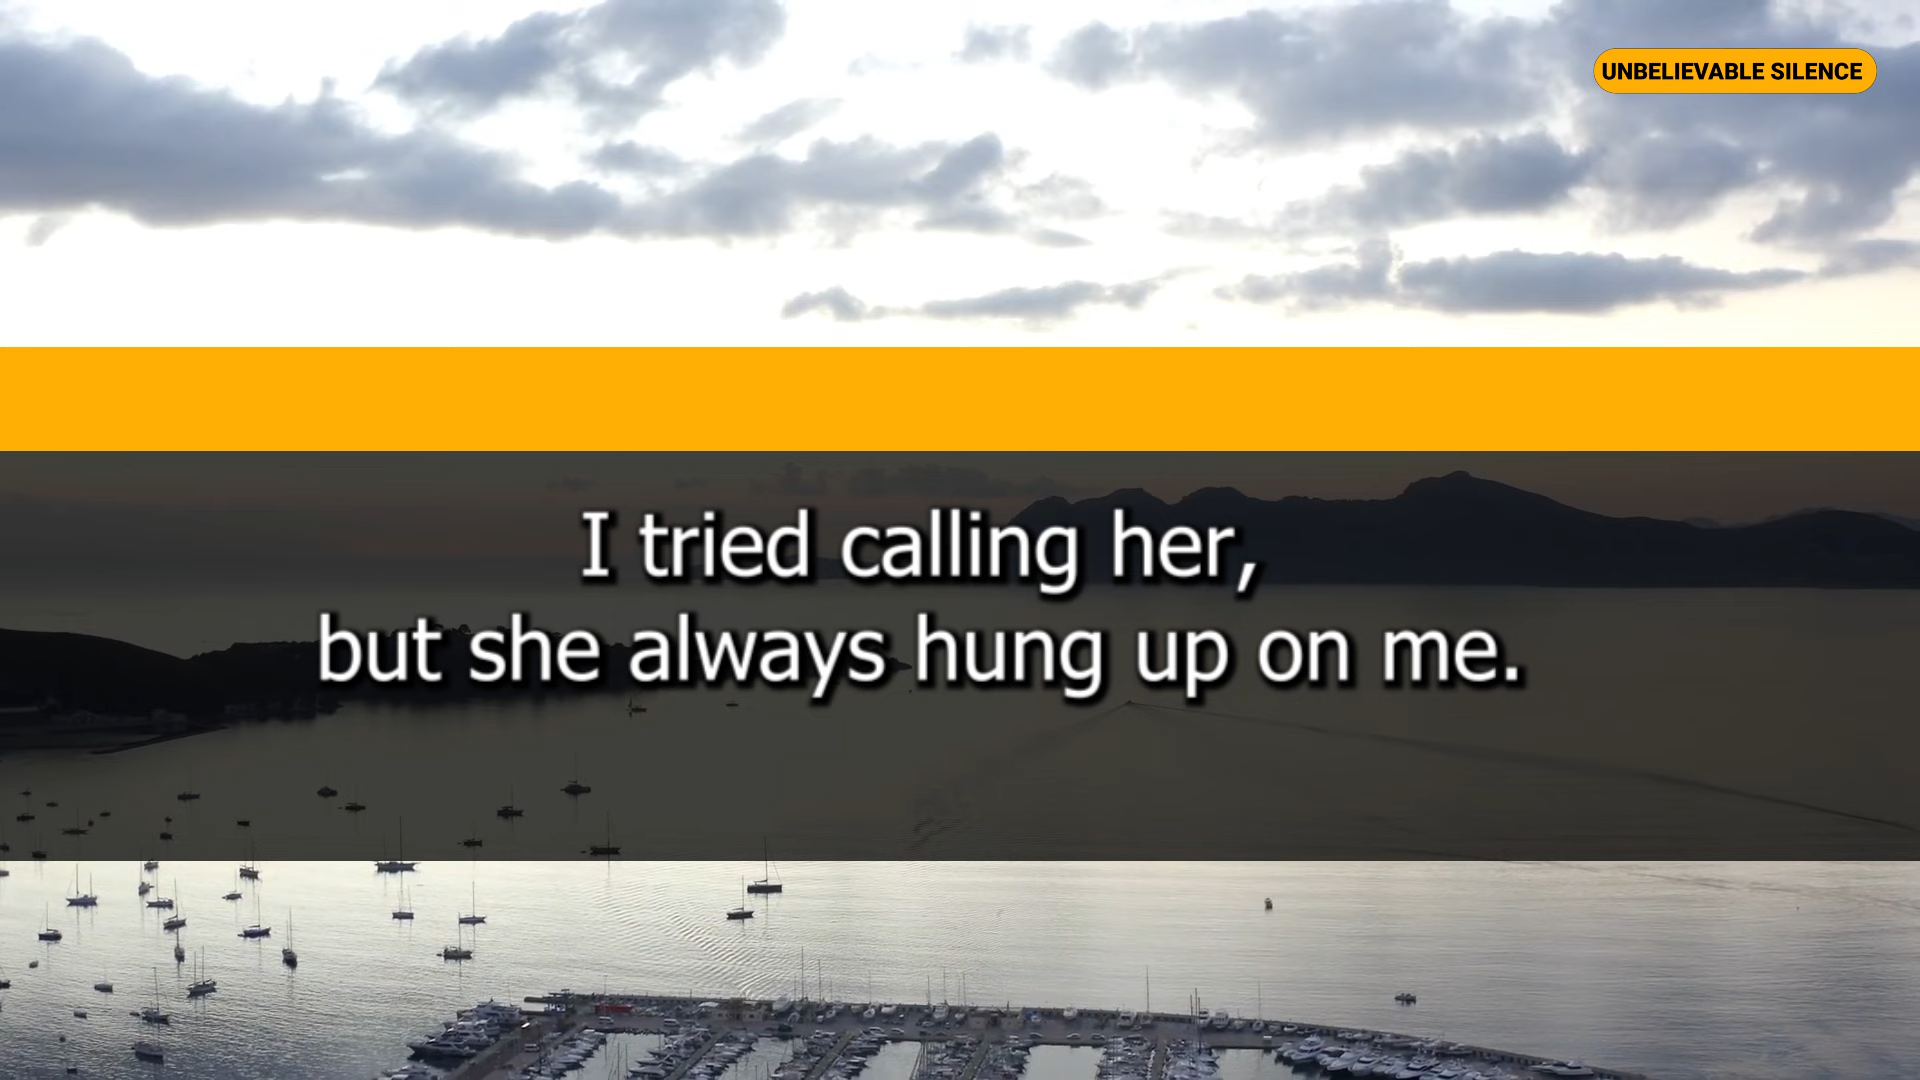 UNBELIEVABLE SILENCE
I tried calling her,
but she always hung up on me.